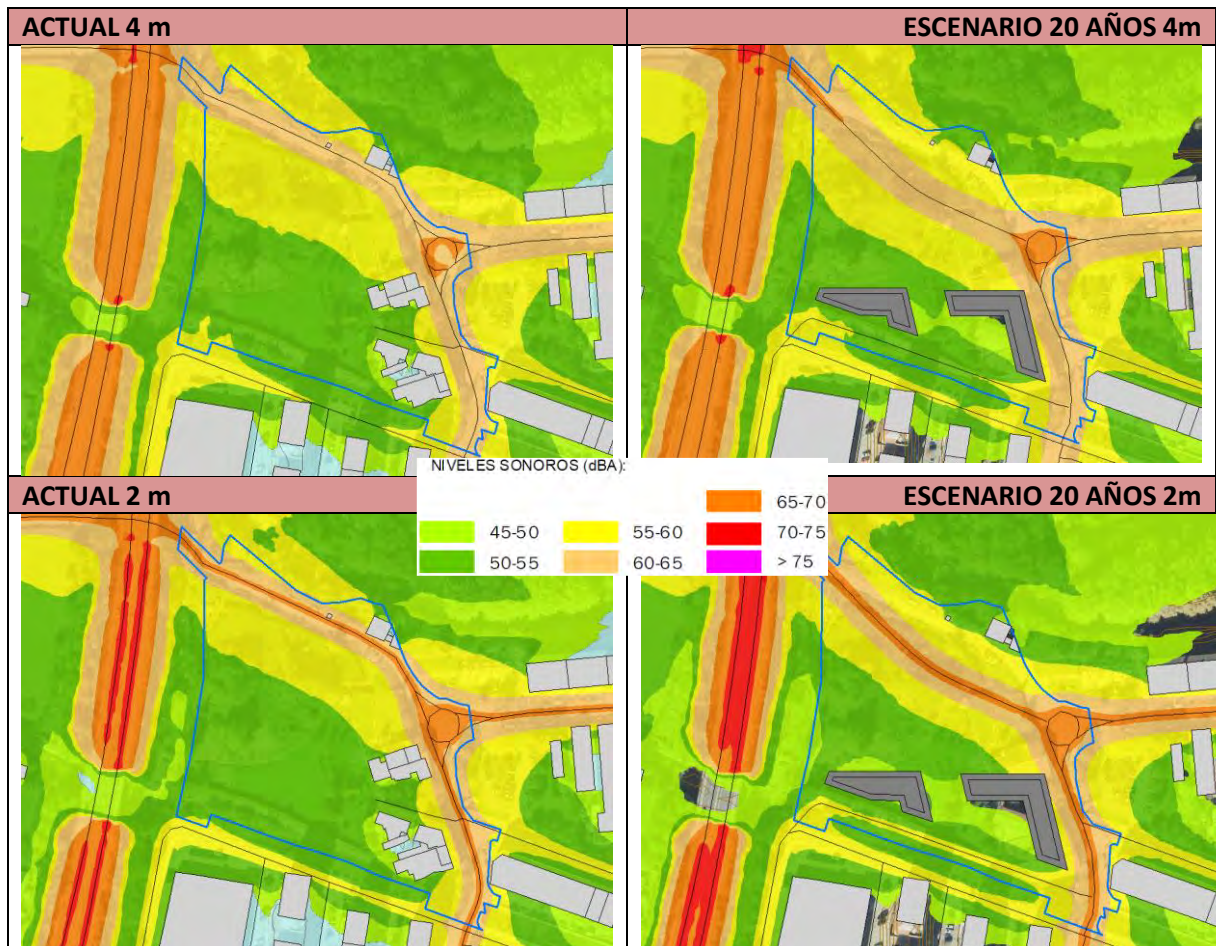 ACTUAL 4 m
ESCENARIO 20 AÑOS 4m
ACTUAL 2 m
ESCENARIO 20 AÑOS 2m
NIVELES SONOROS (dBA):
45-50
50-55
55-60
60-65
65-70
70-75
> 75